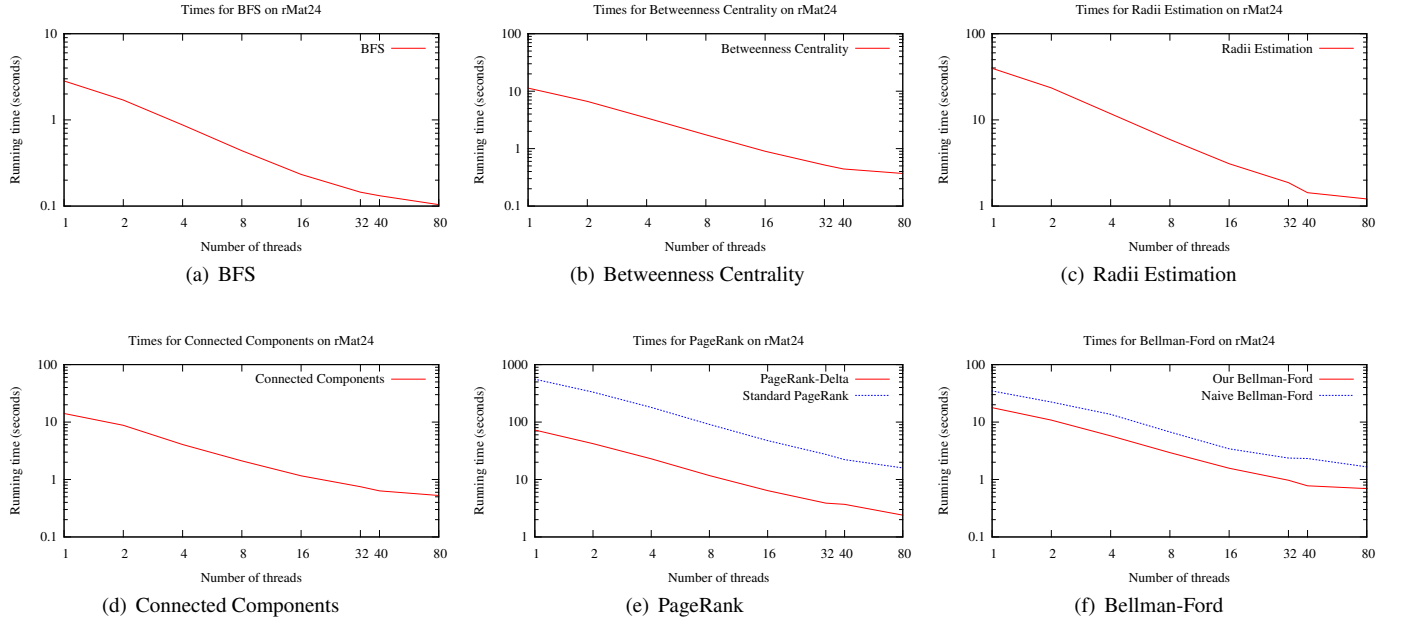 Times for BFS on rMat24
10
1
0.1
Running time (seconds)
BFS
1 2 4 8 16 32 40 80
Number of threads
(a) BFS
Times for Betweenness Centrality on rMat24
100
10
1
0.1
Running time (seconds)
Betweenness Centrality
1 2 4 8 16 32 40 80
Number of threads
(b) Betweenness Centrality
Times for Radii Estimation on rMat24
100
10
1
Running time (seconds)
Radii Estimation
1 2 4 8 16 32 40 80
Number of threads
(c) Radii Estimation
Times for Connected Components on rMat24
100
10
1
0.1
Running time (seconds)
Connected Components
1 2 4 8 16 32 40 80
Number of threads
(d) Connected Components
Times for PageRank on rMat24
1000
100
10
1
Running time (seconds)
PageRank-Delta
Standard PageRank
1 2 4 8 16 32 40 80
Number of threads
(e) PageRank
Times for Bellman-Ford on rMat24
100
10
1
0.1
Running time (seconds)
Our Bellman-Ford
Naive Bellman-Ford
1 2 4 8 16 32 40 80
Number of threads
(f) Bellman-Ford